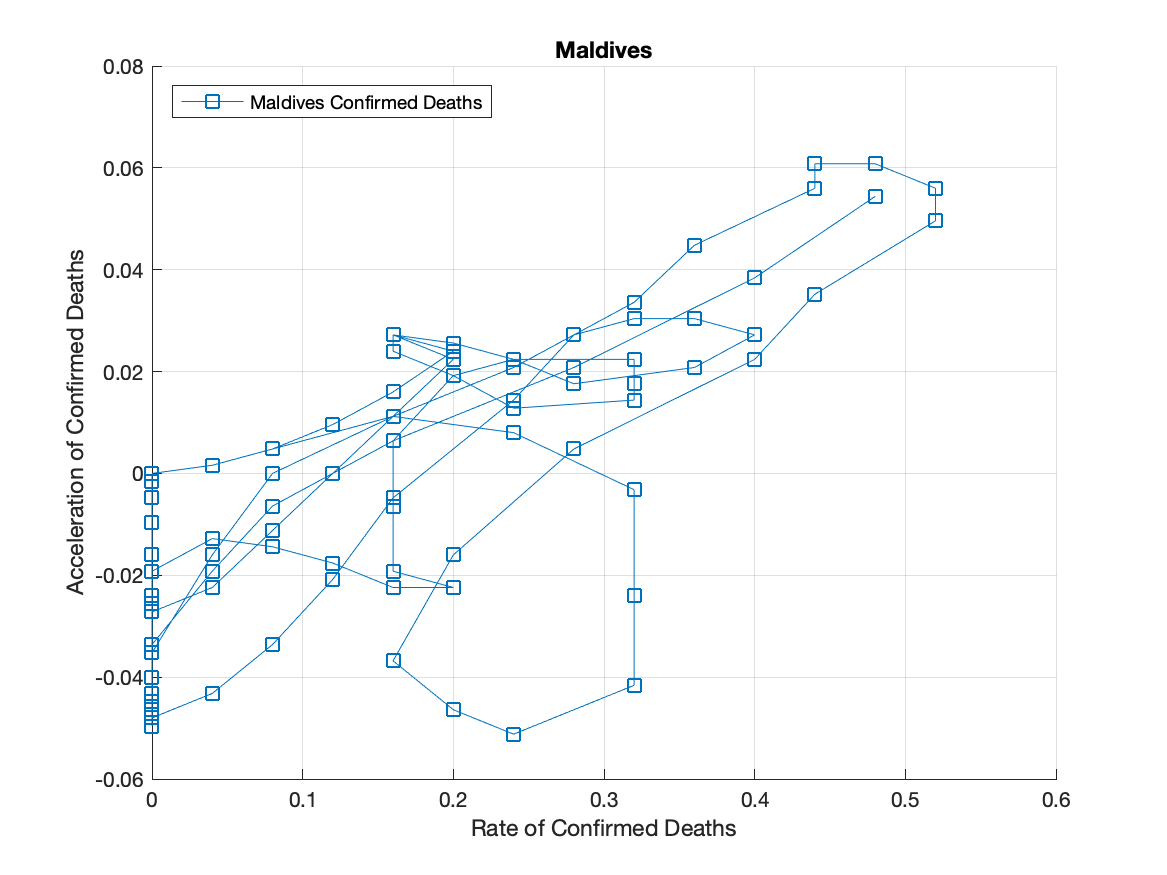 Maldives
Maldives Confirmed Deaths
Acceleration of Confirmed Deaths
0.08
0.06
0.04
0.02
0
-0.02
-0.04
-0.06
0 0.1 0.2 0.3 0.4 0.5 0.6
Rate of Confirmed Deaths